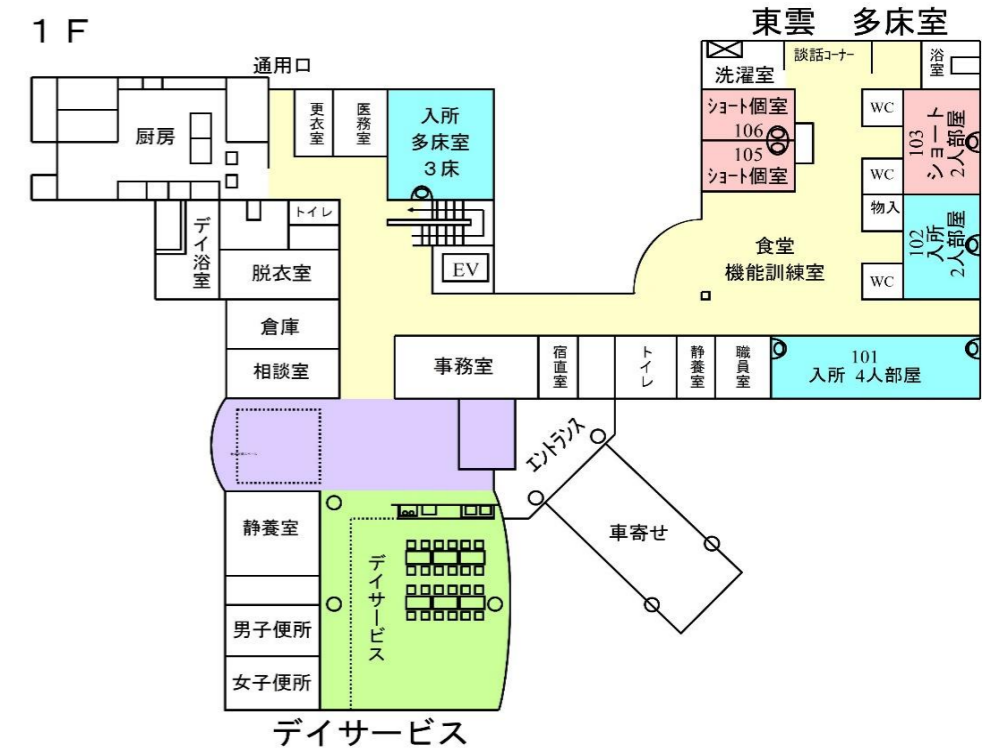 １Ｆ
東雲　多床室
通用口
厨房
更衣室
医務室
入所
多床室
３床
洗濯室
談話ｺｰﾅｰ
浴室
ｼｮｰﾄ個室
106
105
ｼｮｰﾄ個室
WC
103
ショート
2人部屋
WC
物入
102
入所
2人部屋
WC
食堂
機能訓練室
デイ浴室
トイレ
脱衣室
EV
倉庫
相談室
事務室
宿直室
トイレ
静養室
職員室
101
入所 4人部屋
エントランス
車寄せ
静養室
デイサービス
男子便所
女子便所
デイサービス